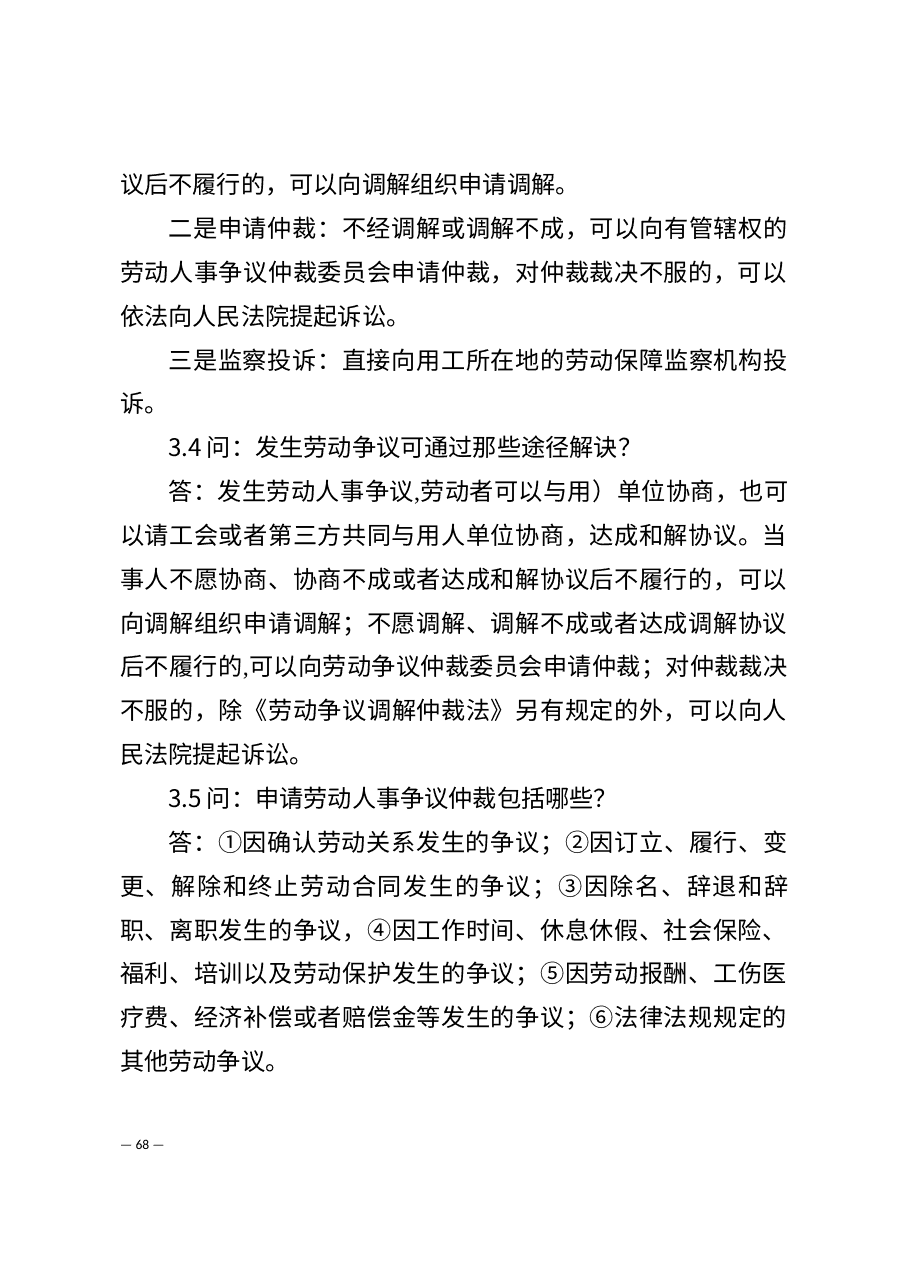 议后不履行的，可以向调解组织申请调解。
二是申请仲裁：不经调解或调解不成，可以向有管辖权的
劳动人事争议仲裁委员会申请仲裁，对仲裁裁决不服的，可以
依法向人民法院提起诉讼。
三是监察投诉：直接向用工所在地的劳动保障监察机构投
诉。
3.4 问：发生劳动争议可通过那些途径解诀？
答：发生劳动人事争议,劳动者可以与用）单位协商，也可
以请工会或者第三方共同与用人单位协商，达成和解协议。当
事人不愿协商、协商不成或者达成和解协议后不履行的，可以
向调解组织申请调解；不愿调解、调解不成或者达成调解协议
后不履行的,可以向劳动争议仲裁委员会申请仲裁；对仲裁裁决
不服的，除《劳动争议调解仲裁法》另有规定的外，可以向人
民法院提起诉讼。
3.5 问：申请劳动人事争议仲裁包括哪些？
答：①因确认劳动关系发生的争议；②因订立、履行、变
更、解除和终止劳动合同发生的争议；③因除名、辞退和辞
职、离职发生的争议，④因工作时间、休息休假、社会保险、
福利、培训以及劳动保护发生的争议；⑤因劳动报酬、工伤医
疗费、经济补偿或者赔偿金等发生的争议；⑥法律法规规定的
其他劳动争议。
— 68 —